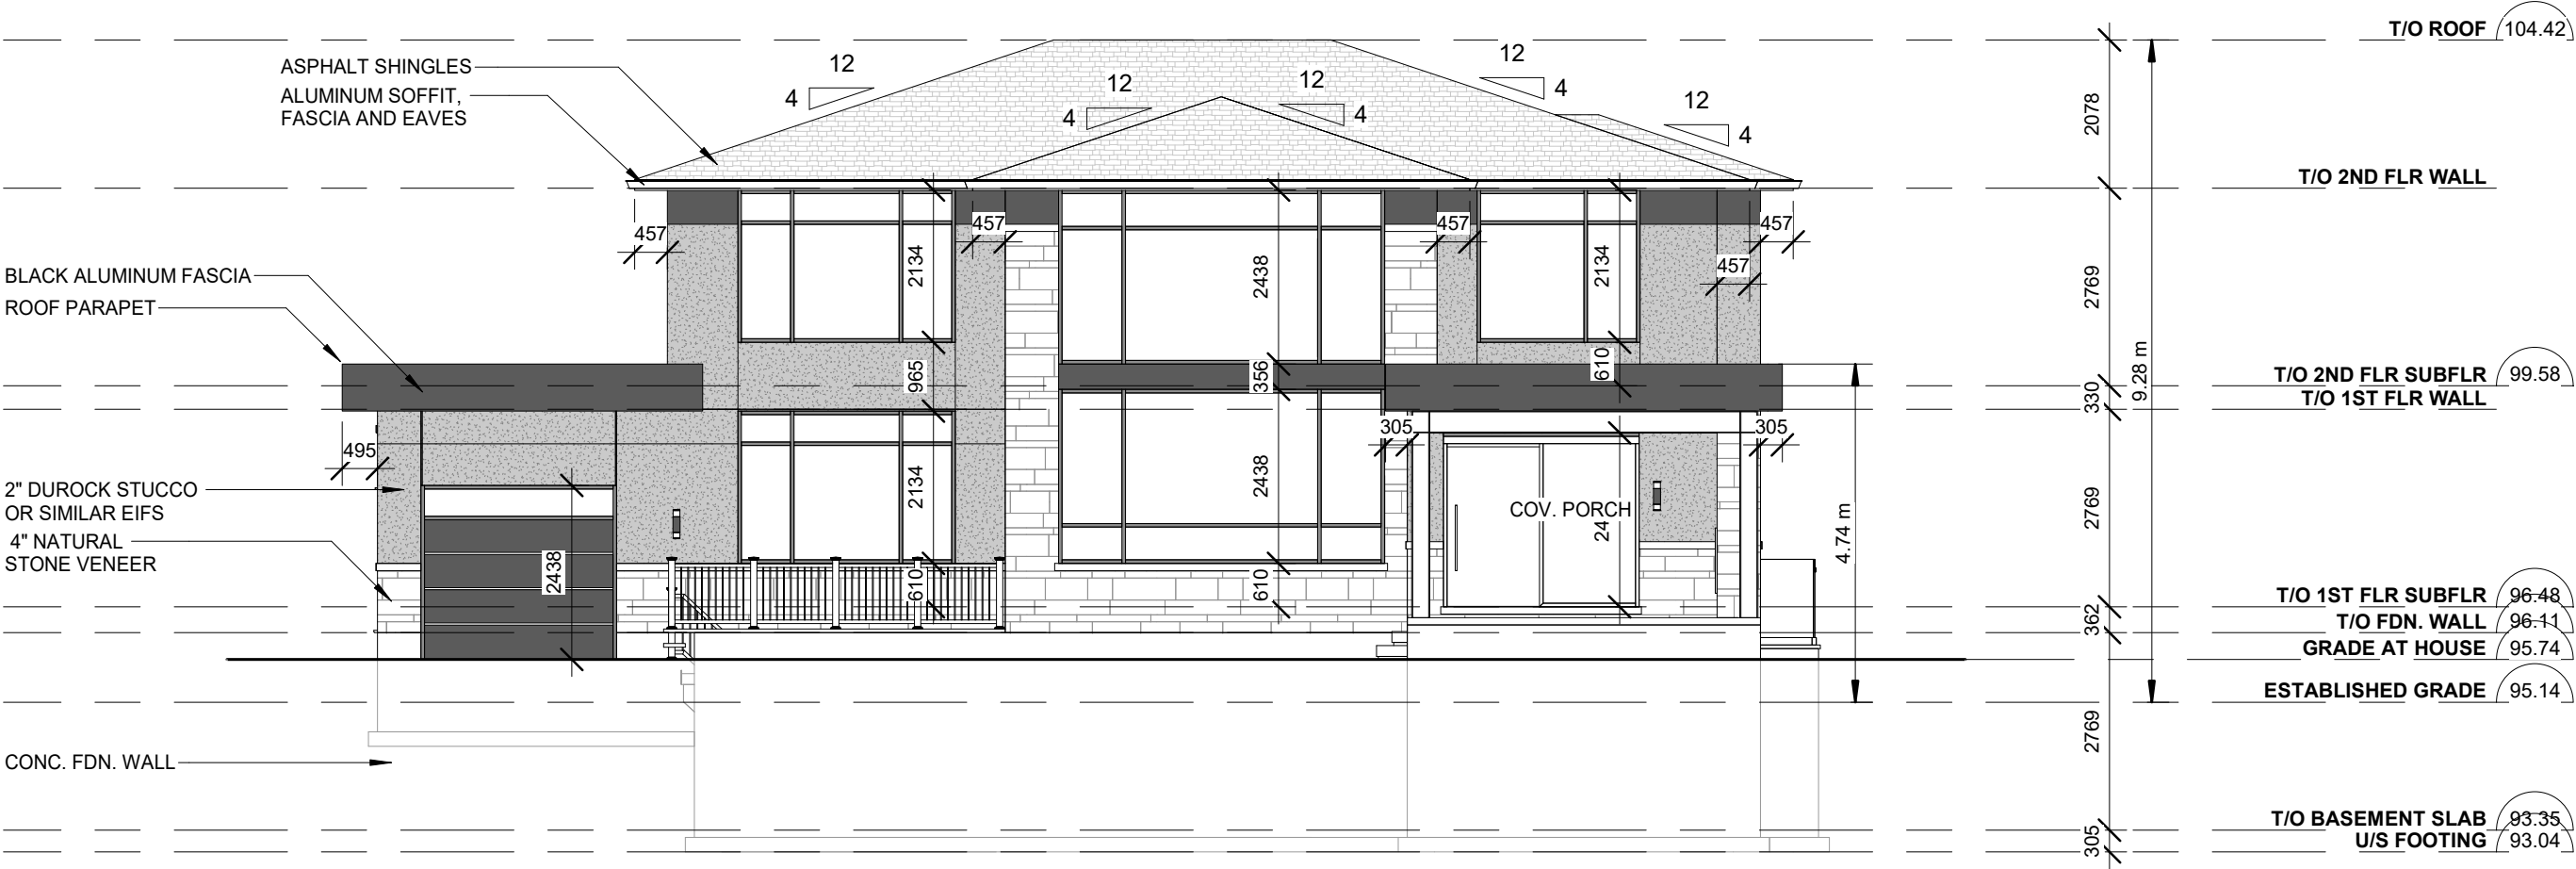 T/O ROOF 104.42
12
12
12
12
12
4
4
4
4
4
ASPHALT SHINGLES
ALUMINUM SOFFIT,
FASCIA AND EAVES
2078
T/O 2ND FLR WALL
457
457
457
457
457
2134
2438
2134
2769
BLACK ALUMINUM FASCIA
ROOF PARAPET
965
356
610
9.28 m
T/O 2ND FLR SUBFLR 99.58
330
T/O 1ST FLR WALL
495
305
305
2" DUROCK STUCCO
OR SIMILAR EIFS
4" NATURAL
STONE VENEER
2438
2134
2438
COV. PORCH
24
4.74 m
2769
610
610
T/O 1ST FLR SUBFLR 96.48
362
T/O FDN. WALL 96.11
GRADE AT HOUSE 95.74
ESTABLISHED GRADE 95.14
2769
CONC. FDN. WALL
T/O BASEMENT SLAB 93.35
305
U/S FOOTING 93.04